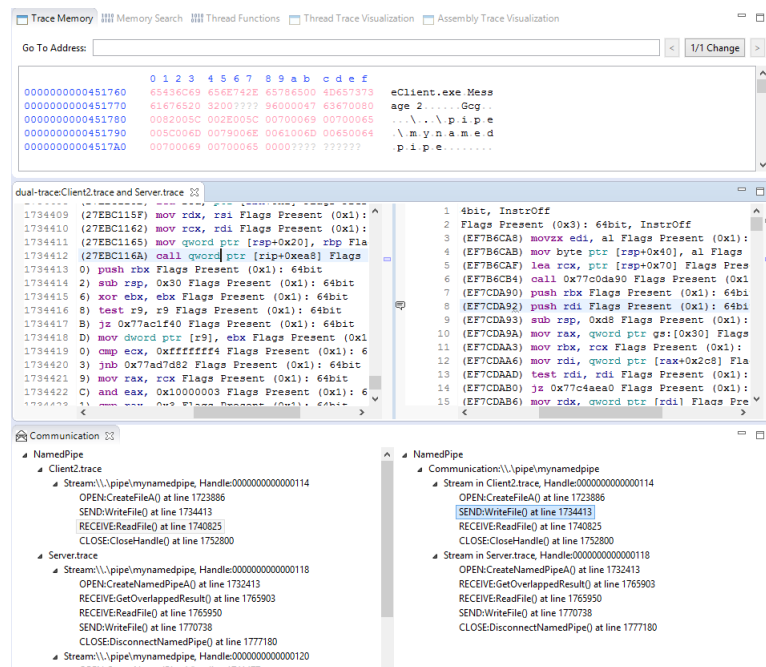 Trace Memory Memory Search Thread Functions Thread Trace Visualization Assembly Trace Visualization
Go To Address: < 1/1 Change >
0 1 2 3 4 5 6 7 8 9 a b c d e f
0000000000451760 65436C69 656E742E 65786500 4D657373 eClient.exe.Mess
0000000000451770 61676520 3200???? 96000047 63670080 age 2......Gcg..
0000000000451780 0082005C 002E005C 00700069 00700065 ...\..\.p.i.p.e
0000000000451790 005C006D 0079006E 0061006D 00650064 .\.m.y.n.a.m.e.d
00000000004517A0 00700069 00700065 0000???? ?????? .p.i.p.e........
dual-trace:Client2.trace and Server.trace
1734409 (27EBC115F) mov rdx, rsi Flags Present (0x1):
1734410 (27EBC1162) mov rcx, rdi Flags Present (0x1):
1734411 (27EBC1165) mov qword ptr [rsp+0x20], rbp Fla
1734412 (27EBC116A) call qword ptr [rip+0xea8] Flags
1734413 0) push rbx Flags Present (0x1): 64bit
1734414 2) sub rsp, 0x30 Flags Present (0x1): 64bit
1734415 6) xor ebx, ebx Flags Present (0x1): 64bit
1734416 8) test r9, r9 Flags Present (0x1): 64bit
1734417 B) jz 0x77ac1f40 Flags Present (0x1): 64bit
1734418 D) mov dword ptr [r9], ebx Flags Present (0x1
1734419 0) cmp ecx, 0xfffffff4 Flags Present (0x1): 6
1734420 3) jnb 0x77ad7d82 Flags Present (0x1): 64bit
1734421 9) mov rax, rcx Flags Present (0x1): 64bit
1734422 C) and eax, 0x10000003 Flags Present (0x1): 6
1 4bit, InstrOff
2 Flags Present (0x3): 64bit, InstrOff
3 (EF7B6CA8) movzx edi, al Flags Present (0x1):
4 (EF7B6CAB) mov byte ptr [rsp+0x40], al Flags
5 (EF7B6CAF) lea rcx, ptr [rsp+0x70] Flags Pres
6 (EF7B6CB4) call 0x77c0da90 Flags Present (0x1
7 (EF7CDA90) push rbx Flags Present (0x1): 64bi
8 (EF7CDA92) push rdi Flags Present (0x1): 64bi
9 (EF7CDA93) sub rsp, 0xd8 Flags Present (0x1):
10 (EF7CDA9A) mov rax, qword ptr gs:[0x30] Flags
11 (EF7CDAA3) mov rbx, rcx Flags Present (0x1):
12 (EF7CDAA6) mov rdi, qword ptr [rax+0x2c8] Fla
13 (EF7CDAAD) test rdi, rdi Flags Present (0x1):
14 (EF7CDAB0) jz 0x77c4aea0 Flags Present (0x1):
15 (EF7CDAB6) mov rdx, qword ptr [rdi] Flags Pre
Communication
NamedPipe
Client2.trace
Stream:\\.\pipe\mynamedpipe, Handle:0000000000000114
OPEN:CreateFileA() at line 1723886
SEND:WriteFile() at line 1734413
RECEIVE:ReadFile() at line 1740825
CLOSE:CloseHandle() at line 1752800
Server.trace
Stream:\\.\pipe\mynamedpipe, Handle:0000000000000118
OPEN:CreateNamedPipeA() at line 1732413
RECEIVE:GetOverlappedResult() at line 1765903
RECEIVE:ReadFile() at line 1765950
SEND:WriteFile() at line 1770738
CLOSE:DisconnectNamedPipe() at line 1777180
Stream:\\.\pipe\mynamedpipe, Handle:0000000000000120
NamedPipe
Communication:\\.\pipe\mynamedpipe
Stream in Client2.trace, Handle:0000000000000114
OPEN:CreateFileA() at line 1723886
SEND:WriteFile() at line 1734413
RECEIVE:ReadFile() at line 1740825
CLOSE:CloseHandle() at line 1752800
Stream in Server.trace, Handle:0000000000000118
OPEN:CreateNamedPipeA() at line 1732413
RECEIVE:GetOverlappedResult() at line 1765903
RECEIVE:ReadFile() at line 1765950
SEND:WriteFile() at line 1770738
CLOSE:DisconnectNamedPipe() at line 1777180